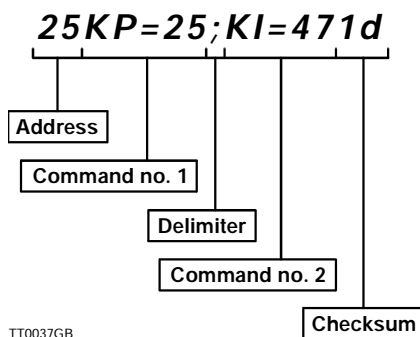 25KP=25;KI=471d
Address
Command no. 1
Delimiter
Command no. 2
Checksum
TT0037GB